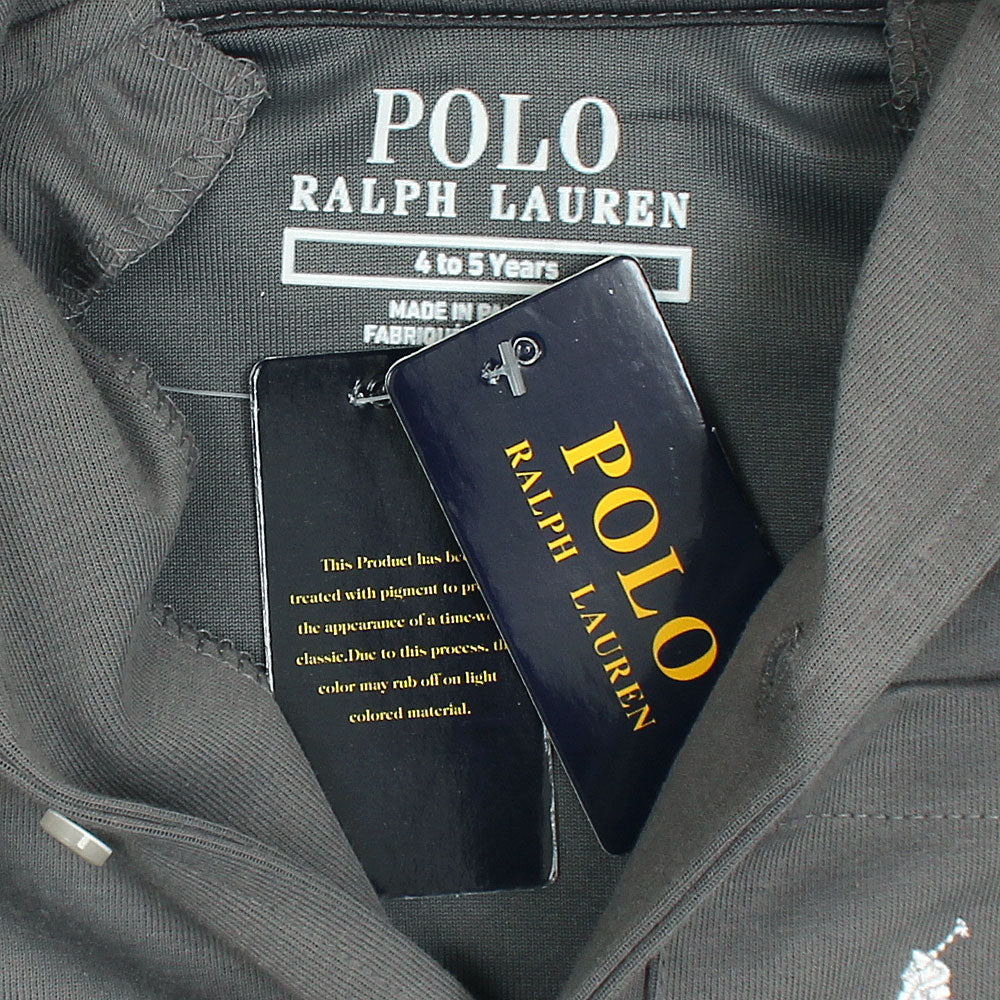 POLO
RALPH LAUREN
4 to 5 Years
MADE IN
This Product has
treated with pigment to
the appearance of a
classic.Due to this process.
color may rub off on light
colored material.
POLO
RALPH LAUREN